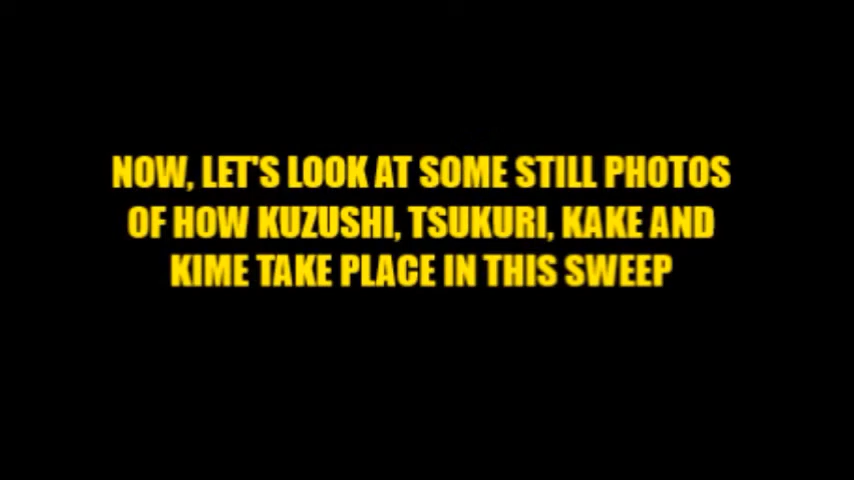 NOW, LET'S LOOK AT SOME STILL PHOTOS
OF HOW KUZUSHI, TSUKURI, KAKE AND
KIME TAKE PLACE IN THIS SWEEP